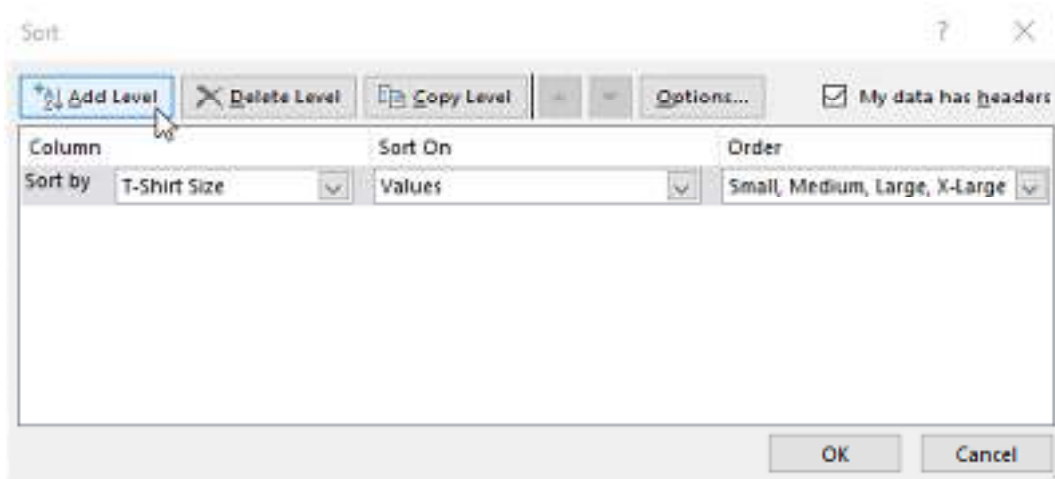 Sort ? ×
Add Level Delete Level Copy Level Options... My data has headers
Column Sort On Order
Sort by T-Shirt Size Values Small, Medium, Large, X-Large
OK Cancel